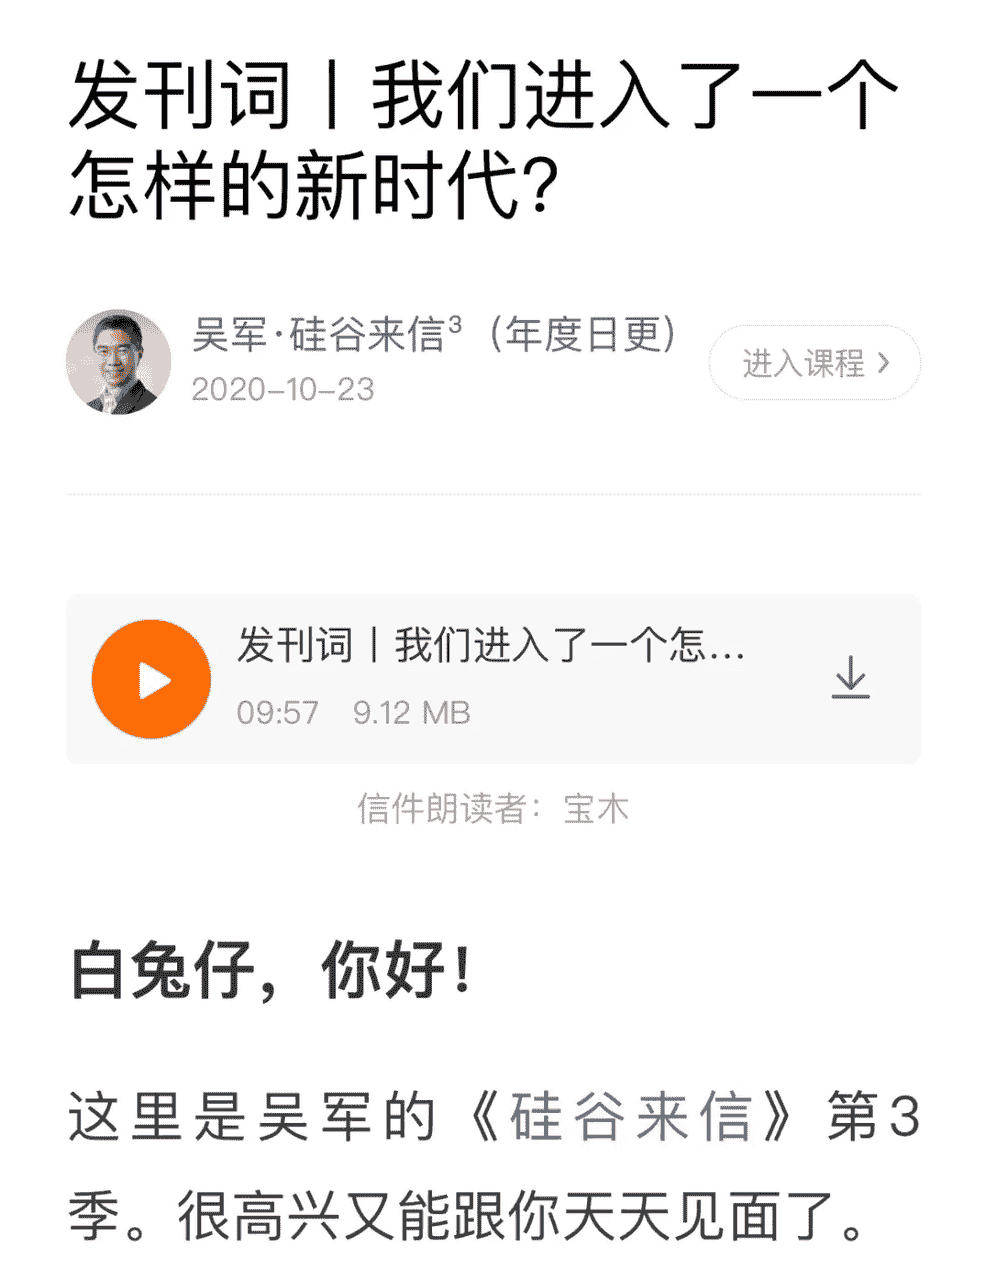 发刊词丨我们进入了一个
怎样的新时代?
吴军·硅谷来信³（年度日更）
2020-10-23
进入课程 >
发刊词丨我们进入了一个怎...
09:57 9.12 MB
信件朗读者：宝木
白兔仔，你好！
这里是吴军的《硅谷来信》第3
季。很高兴又能跟你天天见面了。